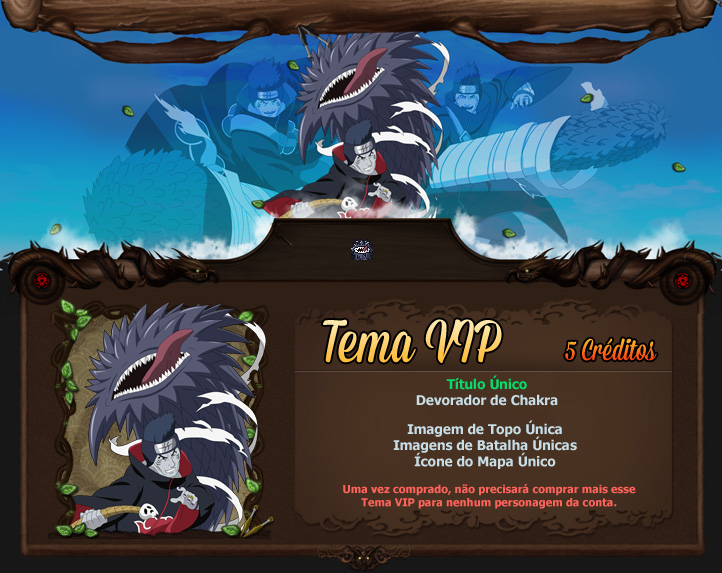 Tema VIP
5 Créditos
Título Único
Devorador de Chakra
Imagem de Topo Única
Imagens de Batalha Únicas
Ícone do Mapa Único
Uma vez comprado, não precisará comprar mais esse
Tema VIP para nenhum personagem da conta.